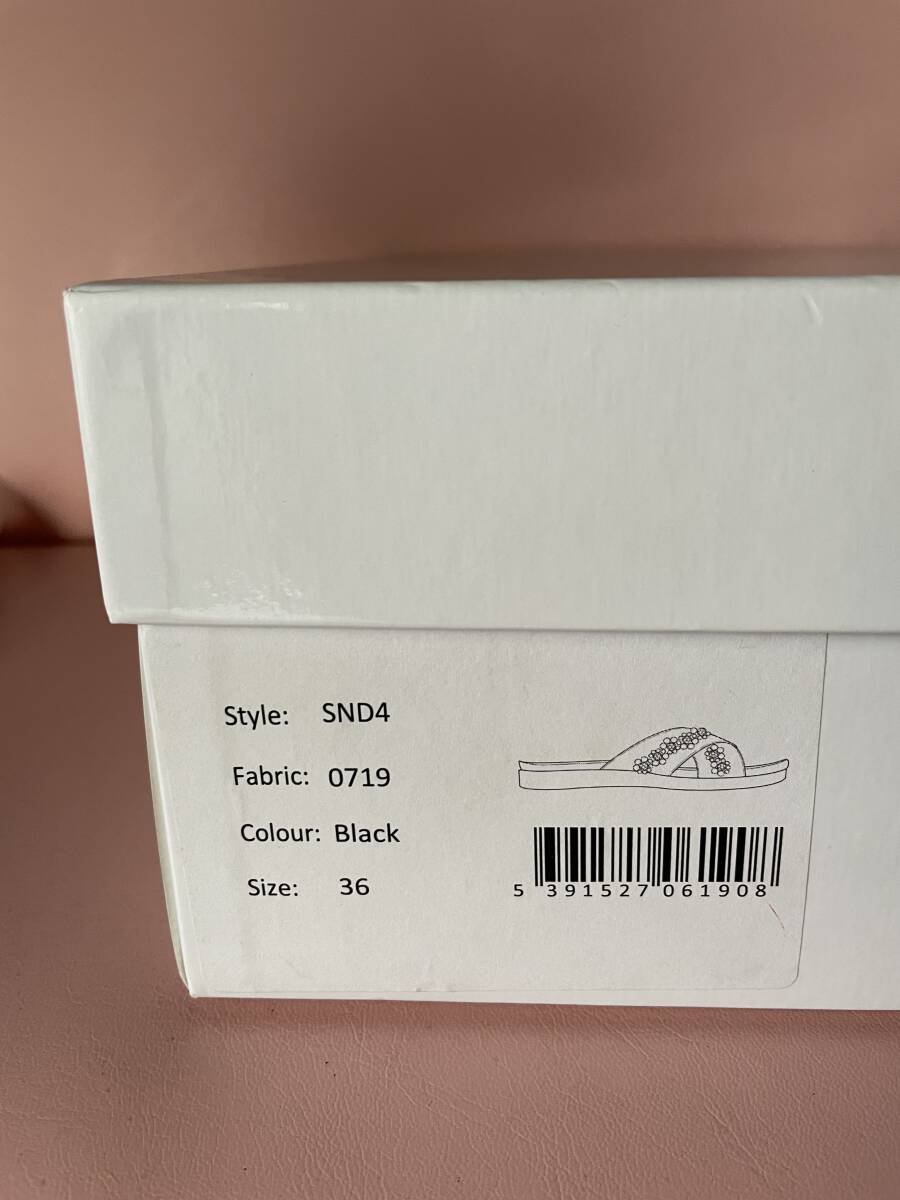 Style: SND4
Fabric: 0719
Colour: Black
Size: 36
5 391527 061908